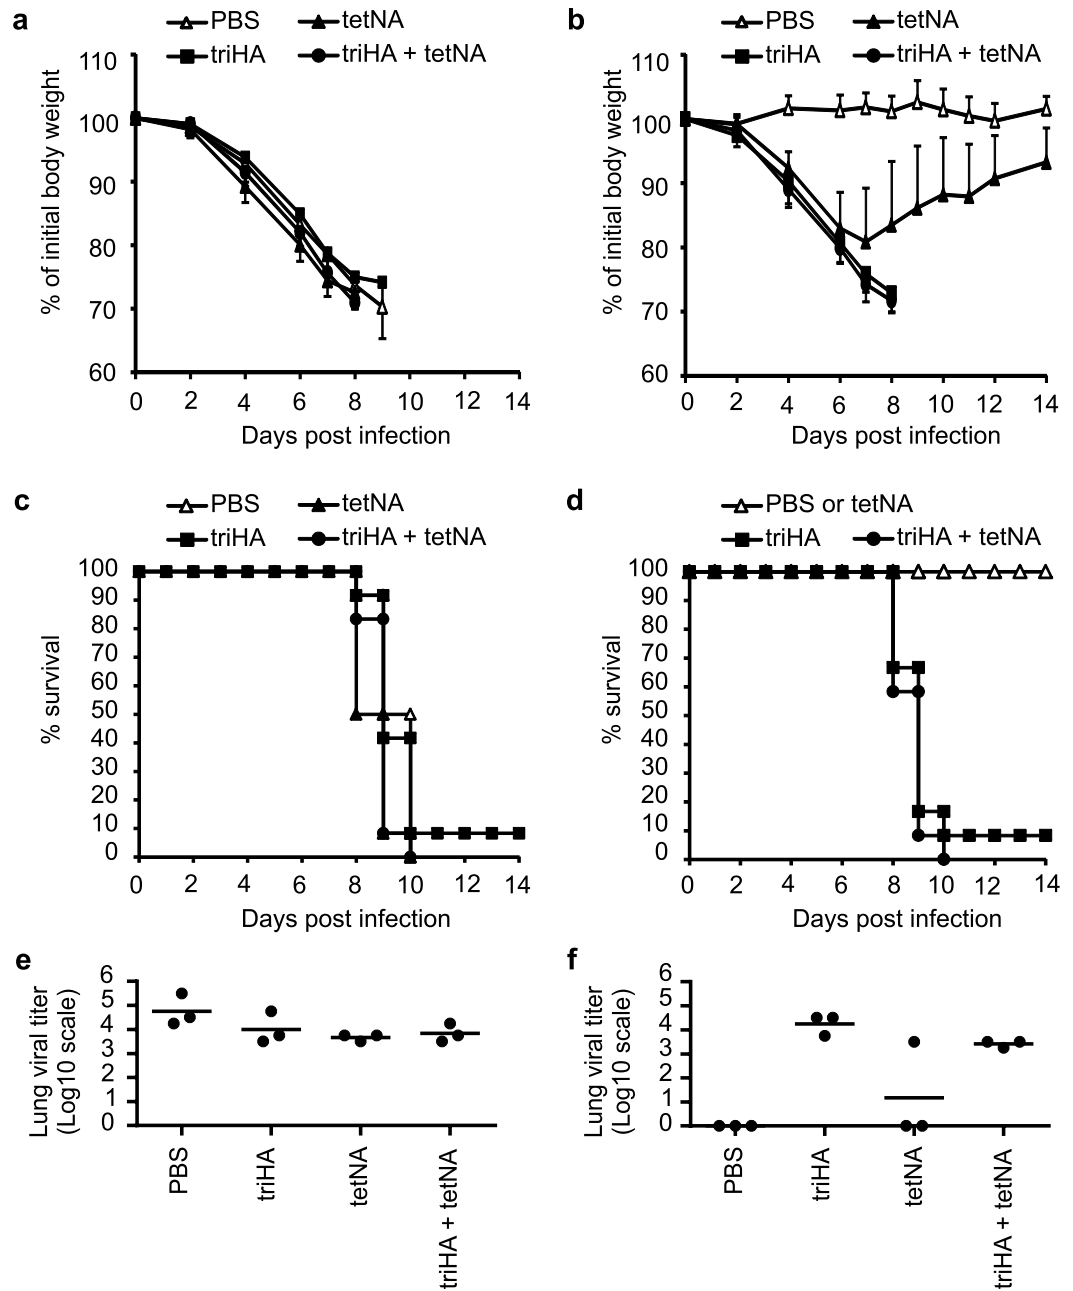 a
PBS
tetNA
triHA
triHA + tetNA
110
100
90
80
70
60
% of initial body weight
0 2 4 6 8 10 12 14
Days post infection
b
PBS
tetNA
triHA
triHA + tetNA
110
100
90
80
70
60
% of initial body weight
0 2 4 6 8 10 12 14
Days post infection
c
PBS
tetNA
triHA
triHA + tetNA
100
90
80
70
60
50
40
30
20
10
0
% survival
0 2 4 6 8 10 12 14
Days post infection
d
PBS or tetNA
triHA
triHA + tetNA
100
90
80
70
60
50
40
30
20
10
0
% survival
0 2 4 6 8 10 12 14
Days post infection
e
6
5
4
3
2
1
0
Lung viral titer
(Log10 scale)
PBS
triHA
tetNA
triHA + tetNA
f
6
5
4
3
2
1
0
Lung viral titer
(Log10 scale)
PBS
triHA
tetNA
triHA + tetNA